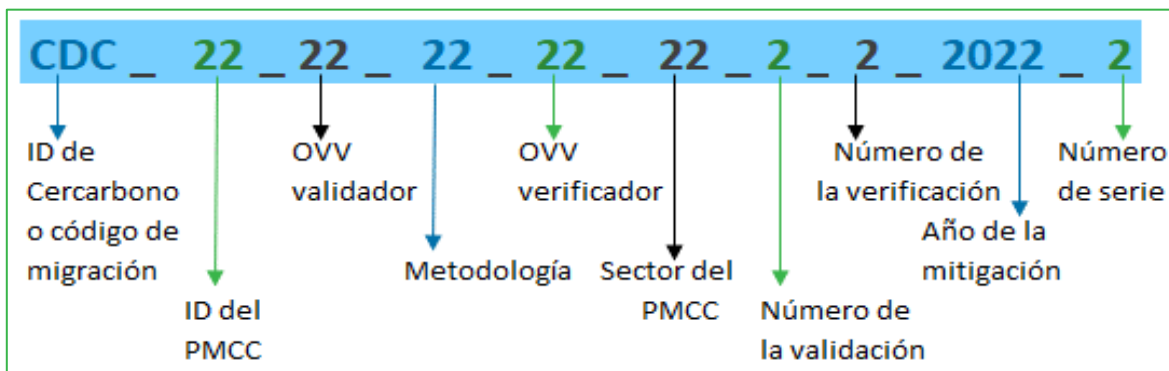 CDC _ 22 _ 22 _ 22 _ 22 _ 22 _ 2 _ 2 _ 2022 _ 2
ID de
Cercarbono
o código de
migración
ID del
PMCC
OVV
validador
Metodología
OVV
verificador
Sector del
PMCC
Número de
la validación
Número de
la verificación
Año de la
mitigación
Número
de serie